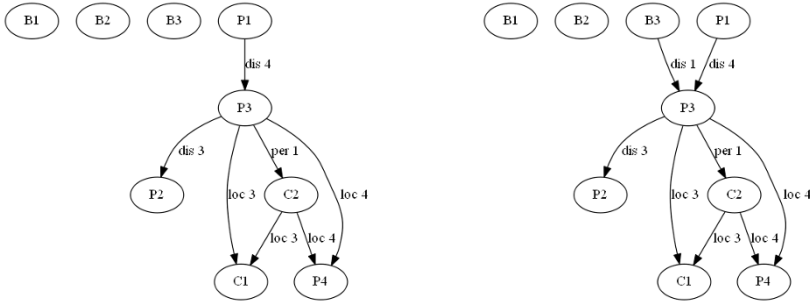 B1 B2 B3 P1 B1 B2 B3 P1
dis 4 dis 1 dis 4
P3 P3
dis 3 per 1 dis 3 per 1
P2 loc 3 C2 loc 4 P2 loc 3 C2 loc 4
loc 3 loc 4 loc 3 loc 4
C1 P4 C1 P4